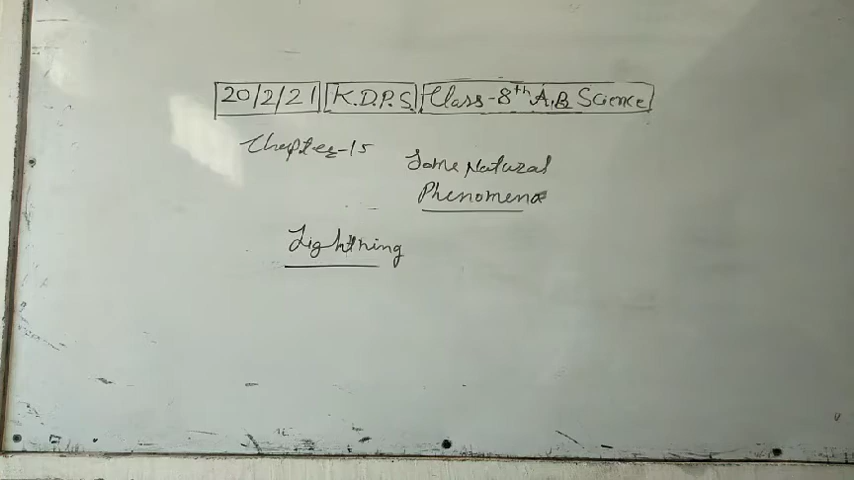 20/2/21 K.D.P.S. Class-8th A,B Science
Chapter-15
Some Natural
Phenomena
Lightning